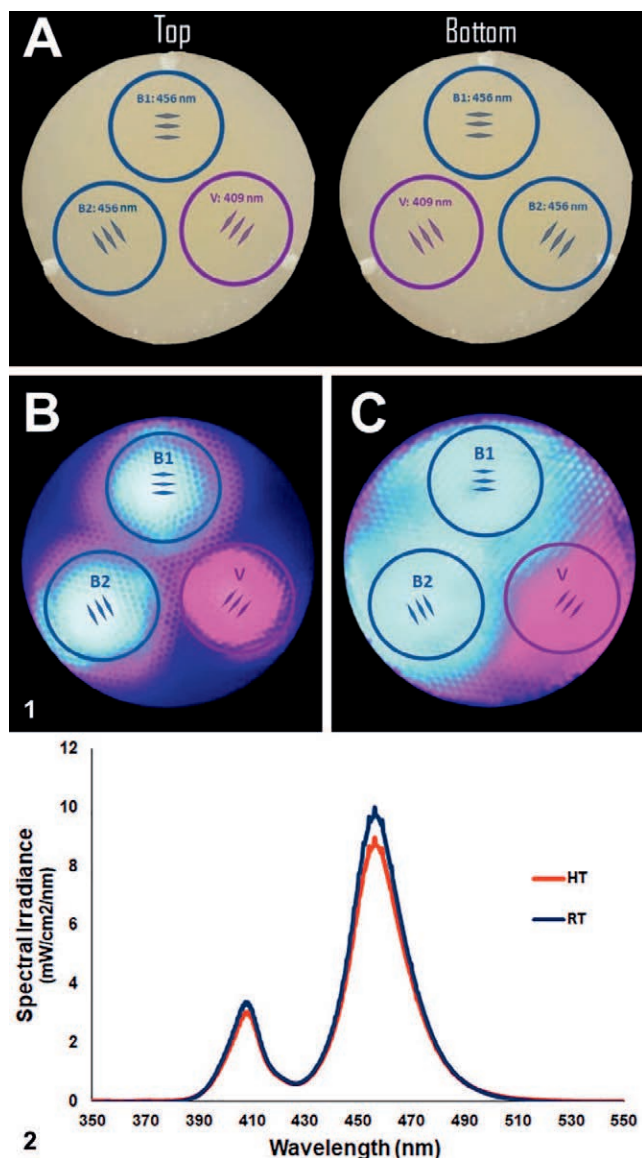 A
Top
Bottom
B1: 456 nm
B2: 456 nm
V: 409 nm
B1: 456 nm
V: 409 nm
B2: 456 nm
B
B1
B2
V
1
C
B1
B2
V
12
10
8
6
4
2
0
Spectral Irradiance
(mW/cm2/nm)
HT
RT
350 370 390 410 430 450 470 490 510 530 550
Wavelength (nm)
2